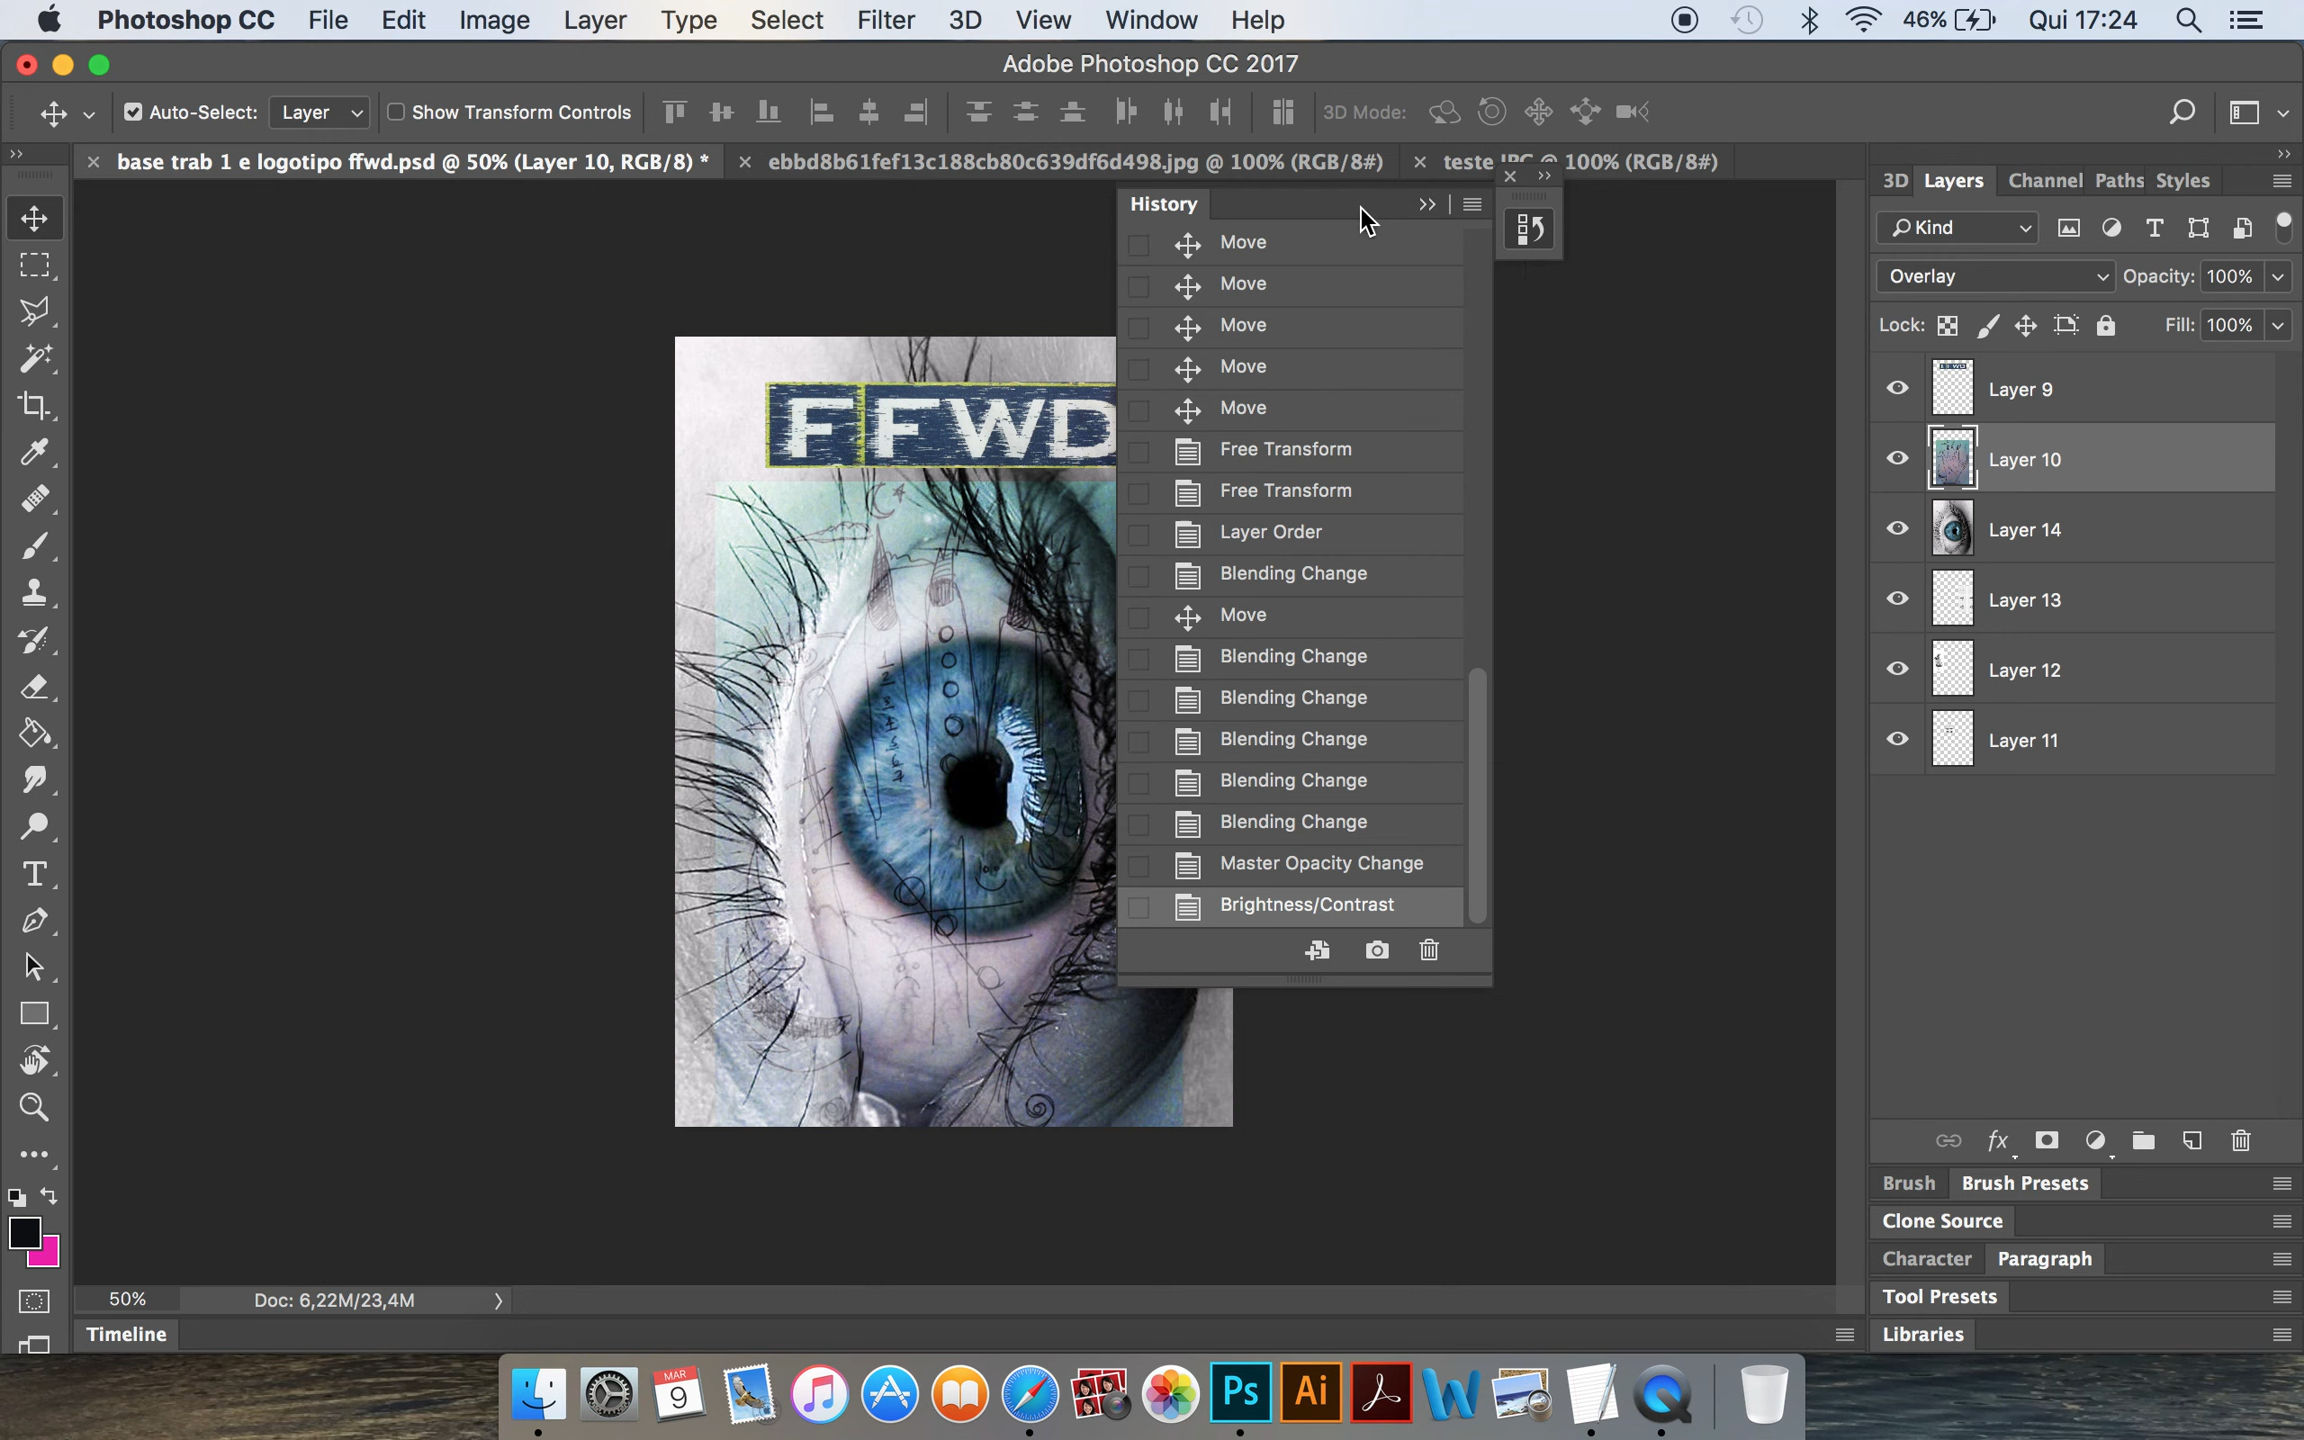 Photoshop CC File Edit Image Layer Type Select Filter 3D View Window Help 46% Qui 17:24
Adobe Photoshop CC 2017
Auto-Select: Layer Show Transform Controls 3D Mode:
base trab 1 e logotipo ffwd.psd @ 50% (Layer 10, RGB/8) * ebbd8b61fef13c188cb80c639df6d498.jpg @ 100% (RGB/8#) teste.JPG @ 100% (RGB/8#)
3D Layers Channel Paths Styles
History
Kind
Move
Move
Move
Move
Move
Free Transform
Free Transform
Layer Order
Blending Change
Move
Blending Change
Blending Change
Blending Change
Blending Change
Blending Change
Master Opacity Change
Brightness/Contrast
FFWD
Overlay Opacity: 100%
Lock: Fill: 100%
Layer 9
Layer 10
Layer 14
Layer 13
Layer 12
Layer 11
fx
Brush Brush Presets
Clone Source
Character Paragraph
Tool Presets
Libraries
50% Doc: 6,22M/23,4M
Timeline
MAR
9
Ps
Ai